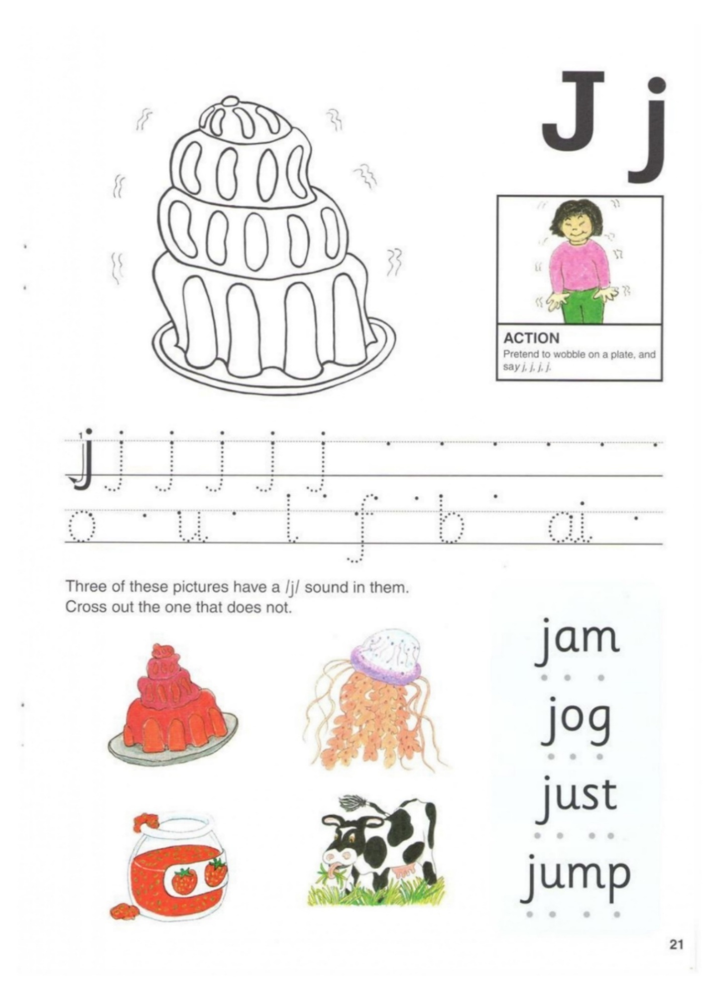 J j
ACTION
Pretend to wobble on a plate, and
say j, j, j, j.
1 j j j j j j
o u l f b ai
Three of these pictures have a /j/ sound in them.
Cross out the one that does not.
jam
jog
just
jump
21